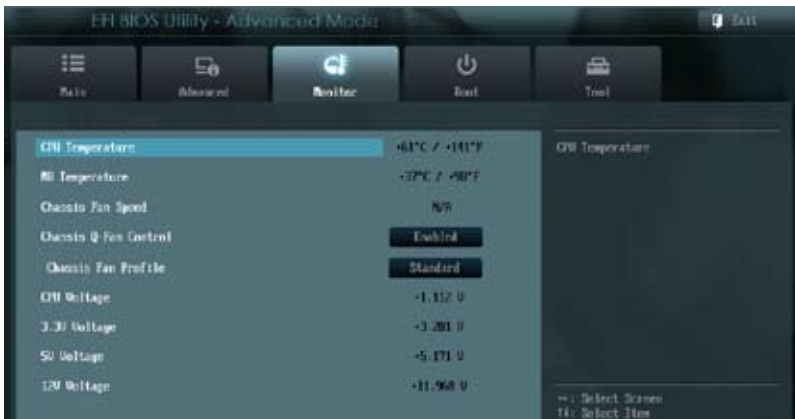 EFI BIOS Utility - Advanced Mode
Exit
Main
Advanced
Monitor
Boot
Tool
CPU Temperature +61°C / +141°F
MB Temperature +37°C / +98°F
Chassis Fan Speed N/A
Chassis Q-Fan Control Enabled
Chassis Fan Profile Standard
CPU Voltage +1.112 V
3.3V Voltage +3.281 V
5V Voltage +5.171 V
12V Voltage +11.968 V
CPU Temperature
: Select Screen
: Select Item